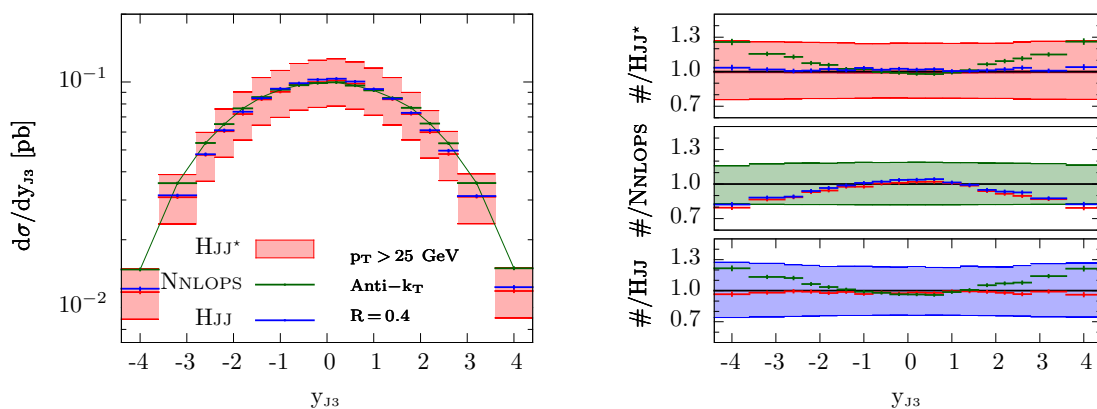 dσ/dy_J3 [pb]
10⁻¹
10⁻²
HJJ⋆
NNLOPS
HJJ
p_T > 25 GeV
Anti−k_T
R = 0.4
-4 -3 -2 -1 0 1 2 3 4
y_J3
#/HJJ⋆
1.3
1.0
0.7
#/NNLOPS
1.3
1.0
0.7
#/HJJ
1.3
1.0
0.7
-4 -3 -2 -1 0 1 2 3 4
y_J3